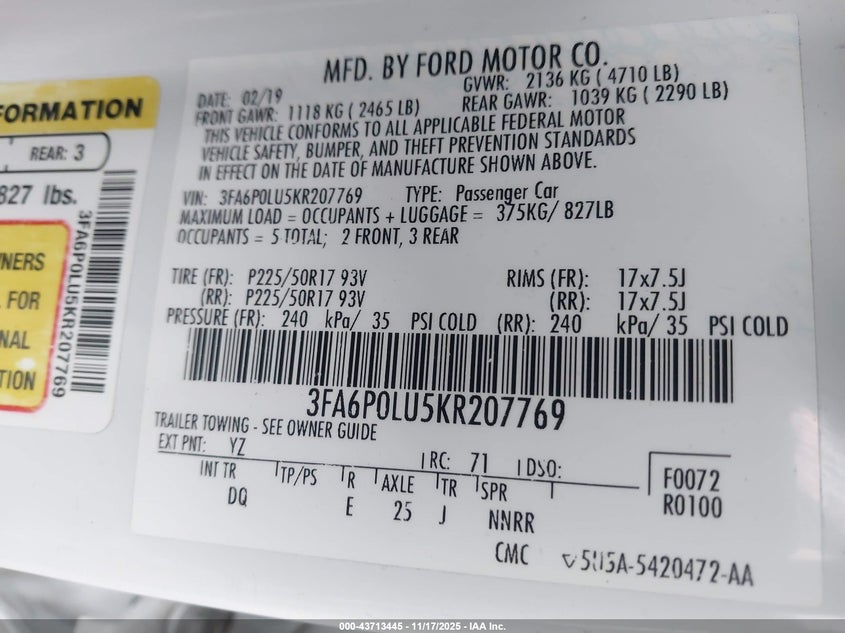 MFD. BY FORD MOTOR CO.
DATE: 02/19
GVWR: 2136 KG ( 4710 LB)
FRONT GAWR: 1118 KG ( 2465 LB)
REAR GAWR: 1039 KG ( 2290 LB)
THIS VEHICLE CONFORMS TO ALL APPLICABLE FEDERAL MOTOR
VEHICLE SAFETY, BUMPER, AND THEFT PREVENTION STANDARDS
IN EFFECT ON THE DATE OF MANUFACTURE SHOWN ABOVE.
VIN: 3FA6P0LU5KR207769 TYPE: Passenger Car
MAXIMUM LOAD = OCCUPANTS + LUGGAGE = 375KG/ 827LB
OCCUPANTS = 5 TOTAL; 2 FRONT, 3 REAR
TIRE (FR): P225/50R17 93V RIMS (FR): 17x7.5J
(RR): P225/50R17 93V (RR): 17x7.5J
PRESSURE (FR): 240 kPa/ 35 PSI COLD (RR): 240 kPa/ 35 PSI COLD
3FA6P0LU5KR207769
TRAILER TOWING - SEE OWNER GUIDE
EXT PNT: YZ RC: 71 DSO:
INT TR TP/PS R AXLE TR SPR
DQ E 25 J NNRR
F0072
R0100
CMC
5U5A-5420472-AA
FORMATION
REAR: 3
827 lbs.
3FA6P0LU5KR207769
NERS
FOR
NAL
TION
000-43713445 - 11/17/2025 - IAA Inc.